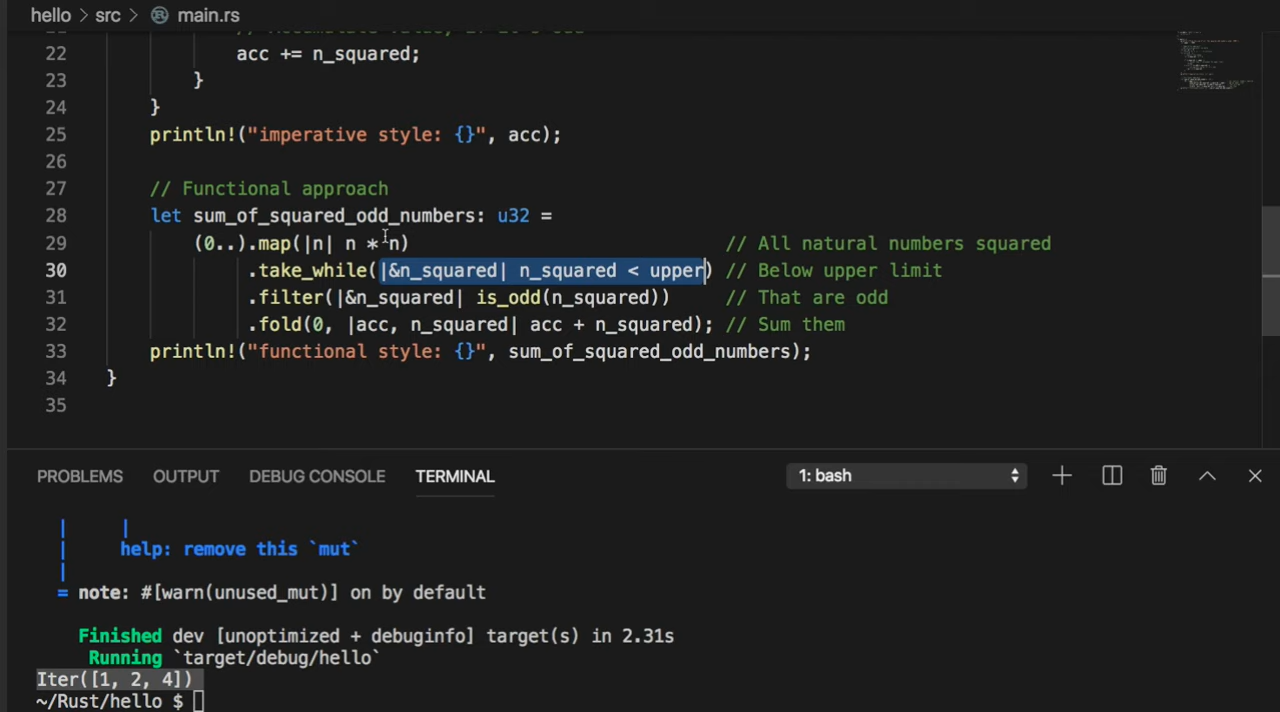 hello > src > main.rs
22 acc += n_squared;
23 }
24 }
25 println!("imperative style: {}", acc);
26
27 // Functional approach
28 let sum_of_squared_odd_numbers: u32 =
29 (0..).map(|n| n * n) // All natural numbers squared
30 .take_while(|&n_squared| n_squared < upper) // Below upper limit
31 .filter(|&n_squared| is_odd(n_squared)) // That are odd
32 .fold(0, |acc, n_squared| acc + n_squared); // Sum them
33 println!("functional style: {}", sum_of_squared_odd_numbers);
34 }
35
PROBLEMS OUTPUT DEBUG CONSOLE TERMINAL 1: bash
| |
| help: remove this `mut`
|
= note: #[warn(unused_mut)] on by default
Finished dev [unoptimized + debuginfo] target(s) in 2.31s
Running `target/debug/hello`
Iter([1, 2, 4])
~/Rust/hello $